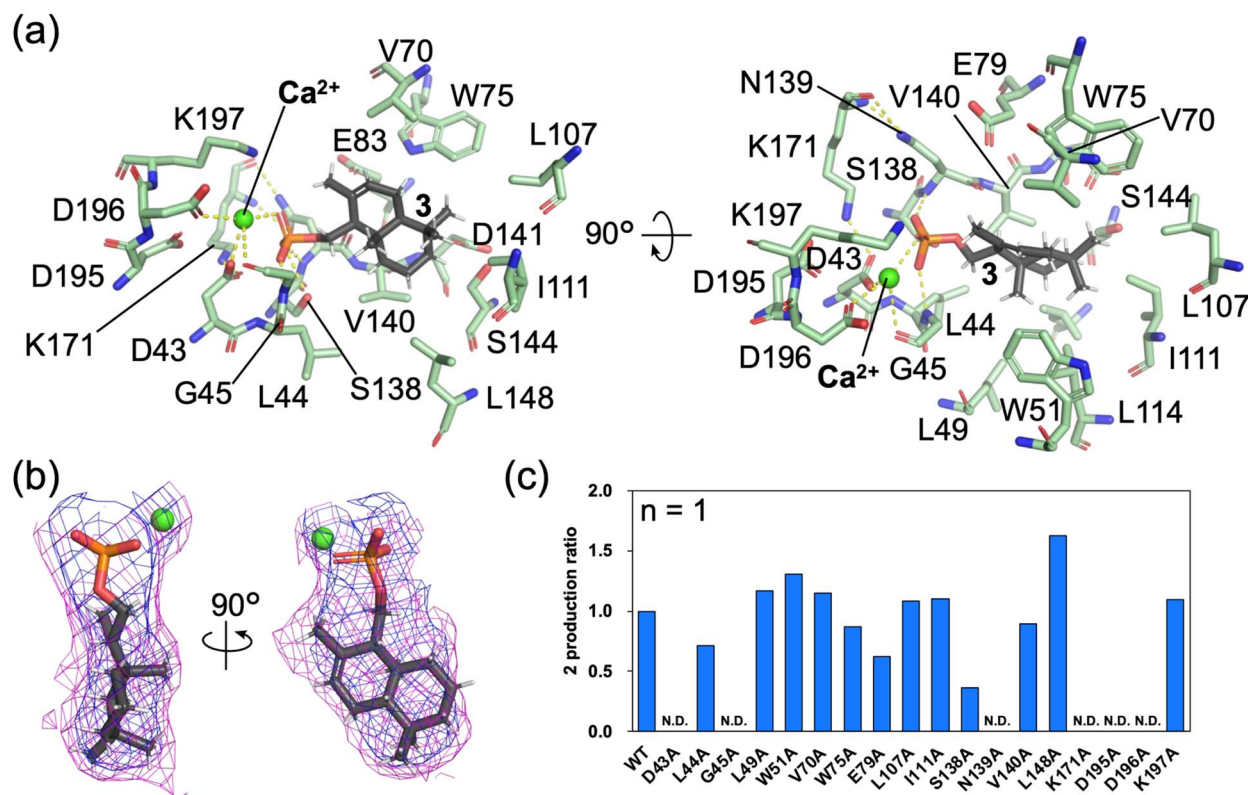 (a)
V70
Ca²⁺
W75
K197
E83
L107
D196
3
D141
D195
I111
K171
D43
V140
S144
G45
L44
S138
L148
90°
E79
N139
V140
W75
V70
K171
S138
S144
K197
D43
D195
3
L107
D196
L44
I111
Ca²⁺
G45
L49
W51
L114
(b)
90°
(c)
2 production ratio
n = 1
2.0
1.5
1.0
0.5
0.0
N.D.
N.D.
N.D.
N.D.
N.D.
N.D.
WT
D43A
L44A
G45A
L49A
W51A
V70A
W75A
E79A
L107A
I111A
S138A
N139A
V140A
L148A
K171A
D195A
D196A
K197A